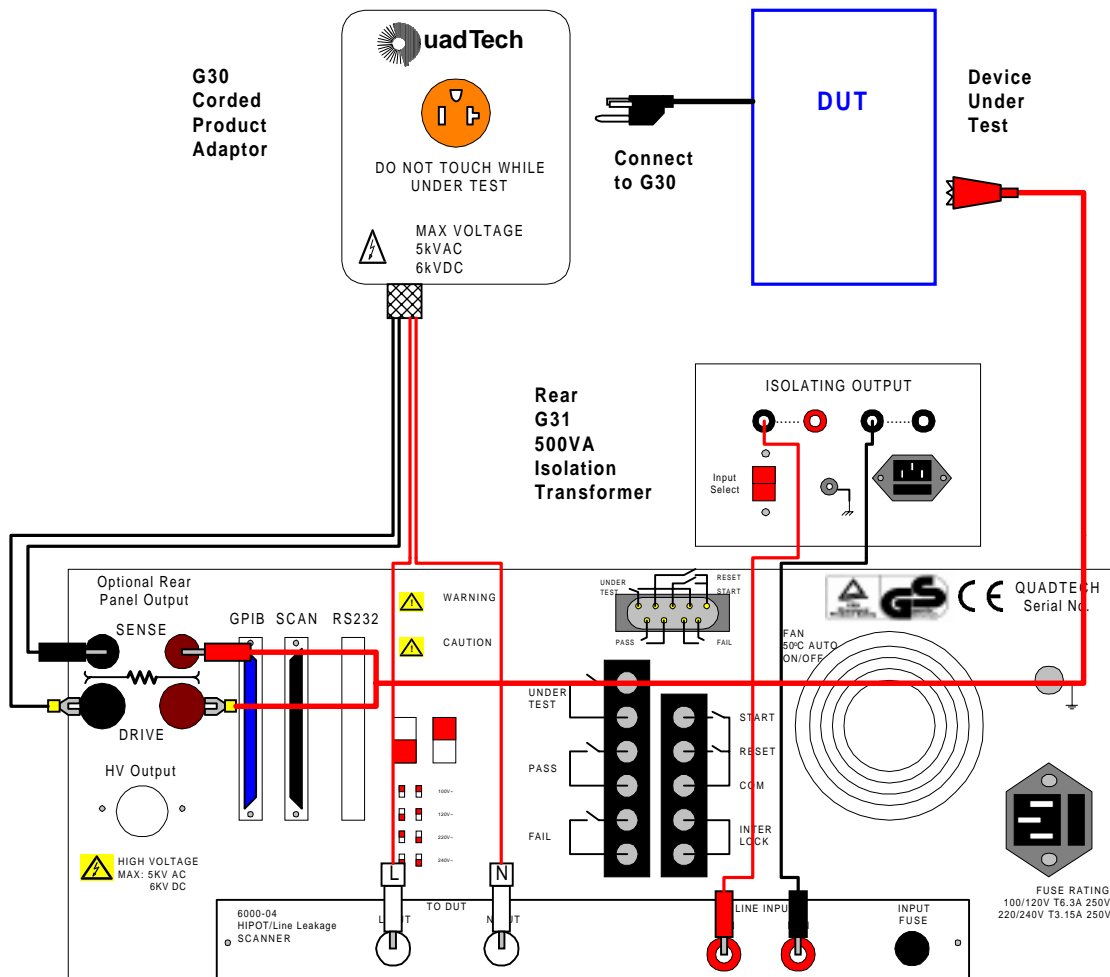 uadTech
G30
Corded
Product
Adaptor
DO NOT TOUCH WHILE
UNDER TEST
MAX VOLTAGE
5kVAC
6kVDC
Connect
to G30
DUT
Device
Under
Test
Rear
G31
500VA
Isolation
Transformer
ISOLATING OUTPUT
Input
Select
Optional Rear
Panel Output
SENSE
DRIVE
GPIB
SCAN
RS232
WARNING
CAUTION
UNDER
TEST
RESET
START
PASS
FAIL
GS
CE
QUADTECH
Serial No.
FAN
50ºC AUTO
ON/OFF
UNDER
TEST
PASS
FAIL
START
RESET
COM
INTER
LOCK
HV Output
HIGH VOLTAGE
MAX: 5KV AC
6KV DC
100V~
120V~
220V~
240V~
FUSE RATING
100/120V T6.3A 250V
220/240V T3.15A 250V
L
N
6000-04
HIPOT/Line Leakage
SCANNER
TO DUT
INPUT
FUSE